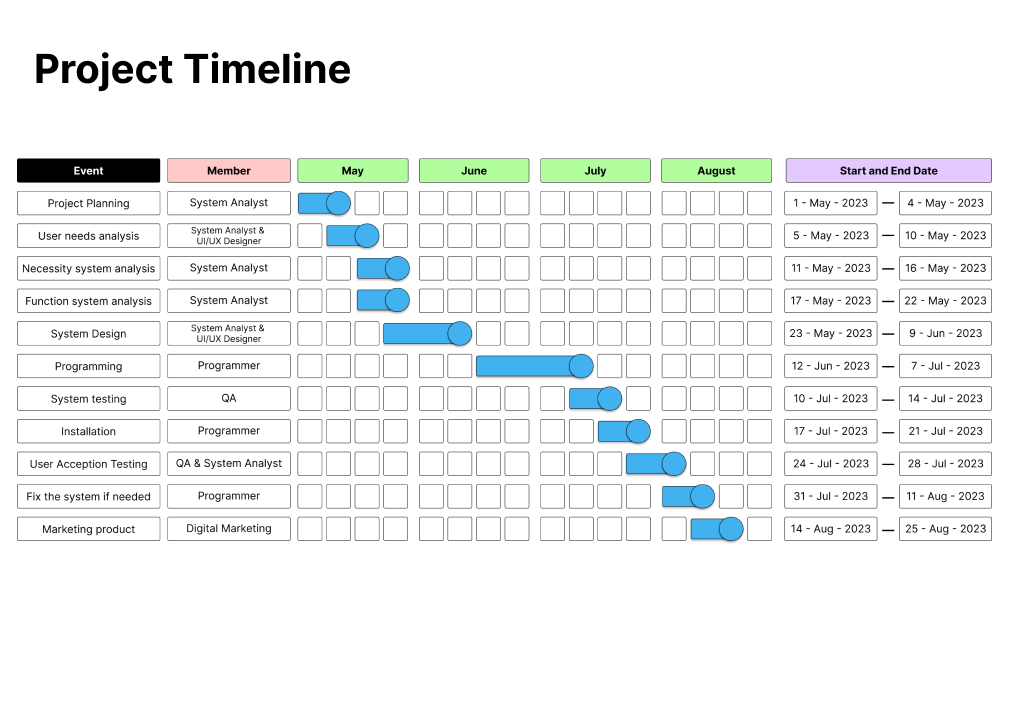 Project Timeline
Event Member May June July August Start and End Date
Project Planning System Analyst 1 - May - 2023 — 4 - May - 2023
User needs analysis System Analyst &
UI/UX Designer 5 - May - 2023 — 10 - May - 2023
Necessity system analysis System Analyst 11 - May - 2023 — 16 - May - 2023
Function system analysis System Analyst 17 - May - 2023 — 22 - May - 2023
System Design System Analyst &
UI/UX Designer 23 - May - 2023 — 9 - Jun - 2023
Programming Programmer 12 - Jun - 2023 — 7 - Jul - 2023
System testing QA 10 - Jul - 2023 — 14 - Jul - 2023
Installation Programmer 17 - Jul - 2023 — 21 - Jul - 2023
User Acception Testing QA & System Analyst 24 - Jul - 2023 — 28 - Jul - 2023
Fix the system if needed Programmer 31 - Jul - 2023 — 11 - Aug - 2023
Marketing product Digital Marketing 14 - Aug - 2023 — 25 - Aug - 2023